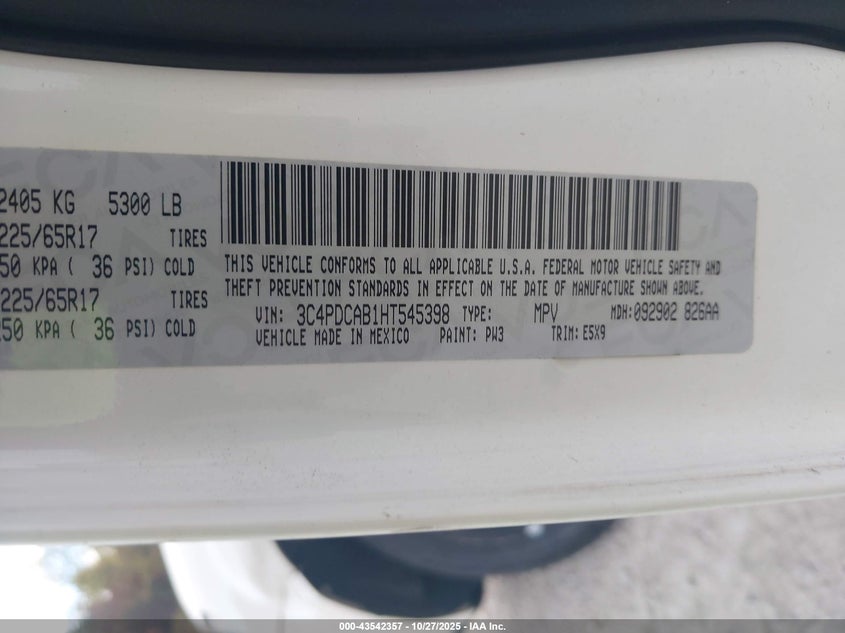 2405 KG 5300 LB
225/65R17 TIRES
250 KPA ( 36 PSI) COLD
225/65R17 TIRES
250 KPA ( 36 PSI) COLD
THIS VEHICLE CONFORMS TO ALL APPLICABLE U.S.A. FEDERAL MOTOR VEHICLE SAFETY AND
THEFT PREVENTION STANDARDS IN EFFECT ON THE DATE OF MANUFACTURE SHOWN ABOVE.
VIN: 3C4PDCAB1HT545398 TYPE: MPV MDH:092902 826AA
VEHICLE MADE IN MEXICO PAINT: PW3 TRIM: E5X9
000-43542357 - 10/27/2025 - IAA Inc.